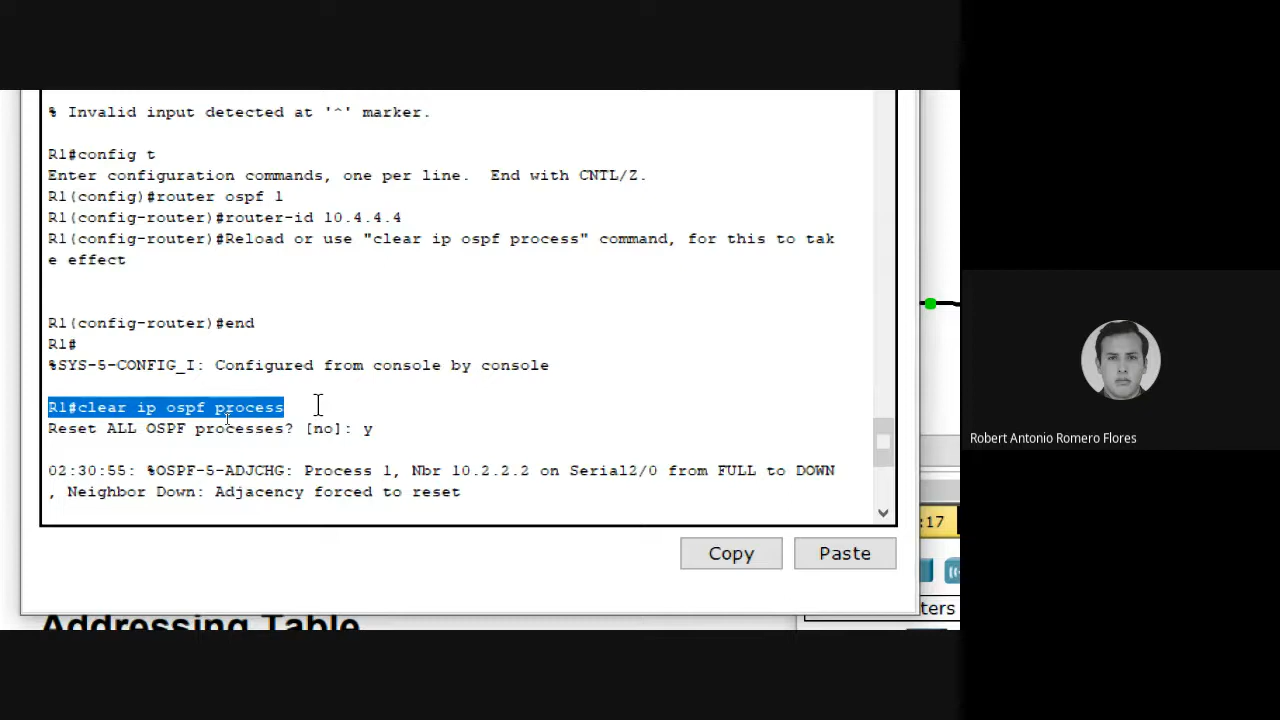 % Invalid input detected at '^' marker.
R1#config t
Enter configuration commands, one per line.  End with CNTL/Z.
R1(config)#router ospf 1
R1(config-router)#router-id 10.4.4.4
R1(config-router)#Reload or use "clear ip ospf process" command, for this to tak
e effect
R1(config-router)#end
R1#
%SYS-5-CONFIG_I: Configured from console by console
R1#clear ip ospf process
Reset ALL OSPF processes? [no]: y
02:30:55: %OSPF-5-ADJCHG: Process 1, Nbr 10.2.2.2 on Serial2/0 from FULL to DOWN
, Neighbor Down: Adjacency forced to reset
Copy
Paste
:17
ters
Addressing Table
Robert Antonio Romero Flores